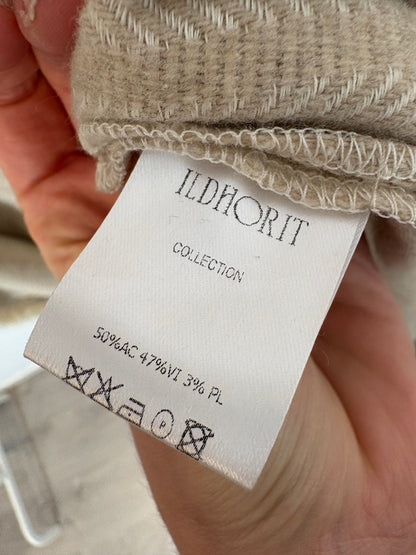 ILDHORIT
COLLECTION
50%AC 47%VI 3% PL
P